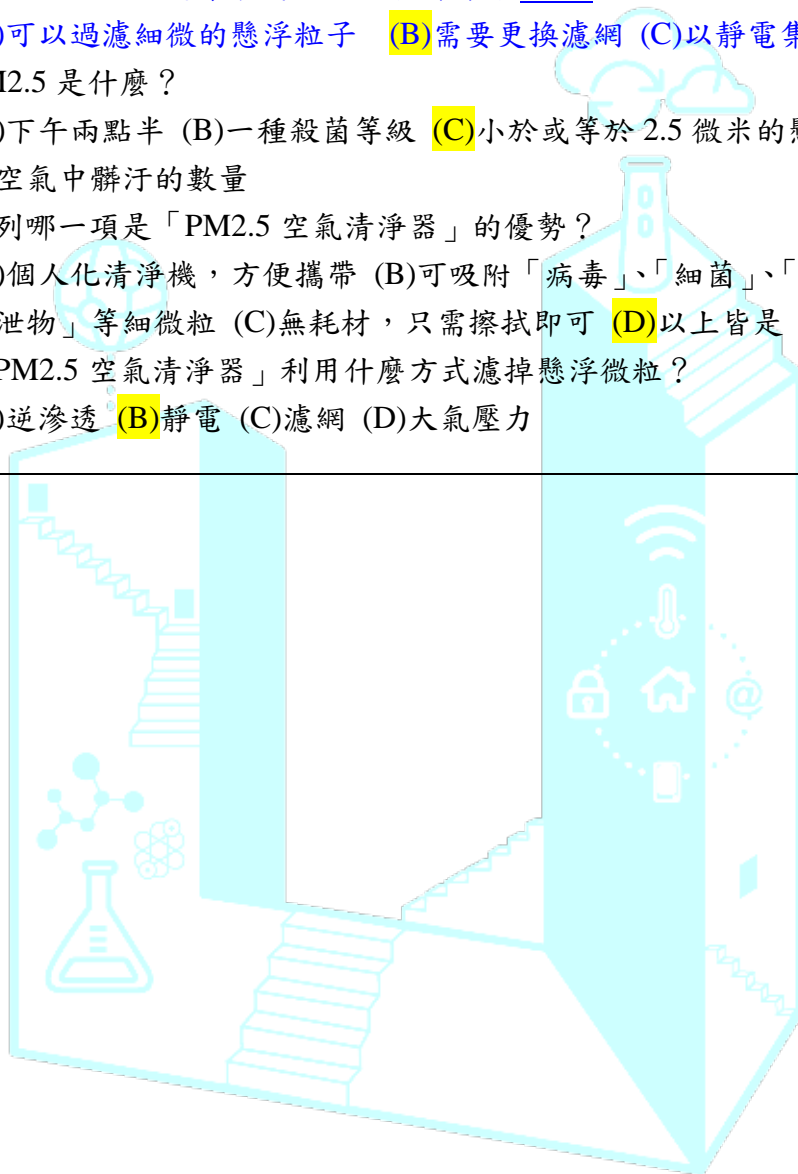 )可以過濾細微的懸浮粒子 (B)需要更換濾網 (C)以靜電集
M2.5 是什麼？
)下午兩點半 (B)一種殺菌等級 (C)小於或等於 2.5 微米的懸
空氣中髒汙的數量
列哪一項是「PM2.5 空氣清淨器」的優勢？
)個人化清淨機，方便攜帶 (B)可吸附「病毒」、「細菌」、「
泄物」等細微粒 (C)無耗材，只需擦拭即可 (D)以上皆是
PM2.5 空氣清淨器」利用什麼方式濾掉懸浮微粒？
)逆滲透 (B)靜電 (C)濾網 (D)大氣壓力
@